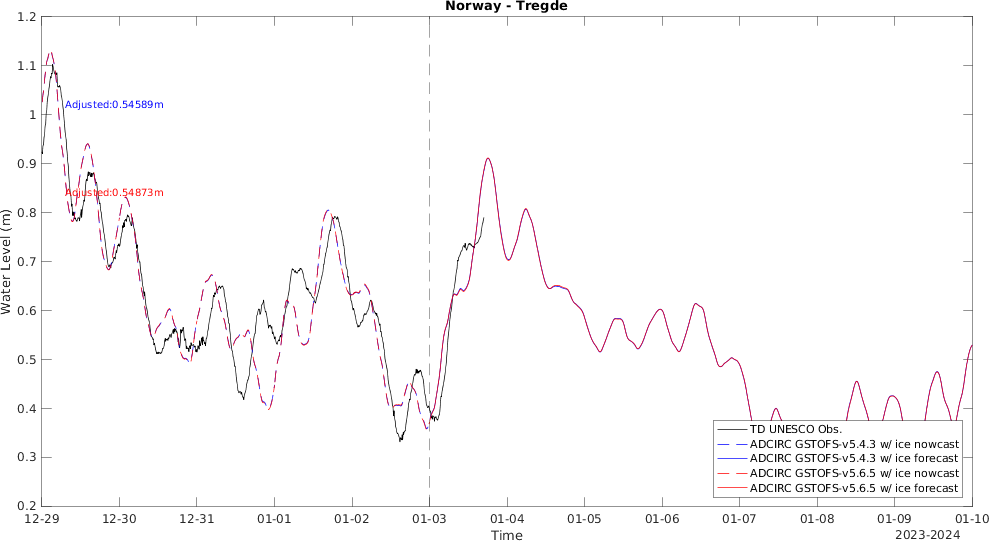 Norway - Tregde
1.2
1.1
1
0.9
0.8
0.7
0.6
0.5
0.4
0.3
0.2
Water Level (m)
Adjusted:0.54589m
Adjusted:0.54873m
TD UNESCO Obs.
ADCIRC GSTOFS-v5.4.3 w/ ice nowcast
ADCIRC GSTOFS-v5.4.3 w/ ice forecast
ADCIRC GSTOFS-v5.6.5 w/ ice nowcast
ADCIRC GSTOFS-v5.6.5 w/ ice forecast
12-29 12-30 12-31 01-01 01-02 01-03 01-04 01-05 01-06 01-07 01-08 01-09 01-10
Time
2023-2024